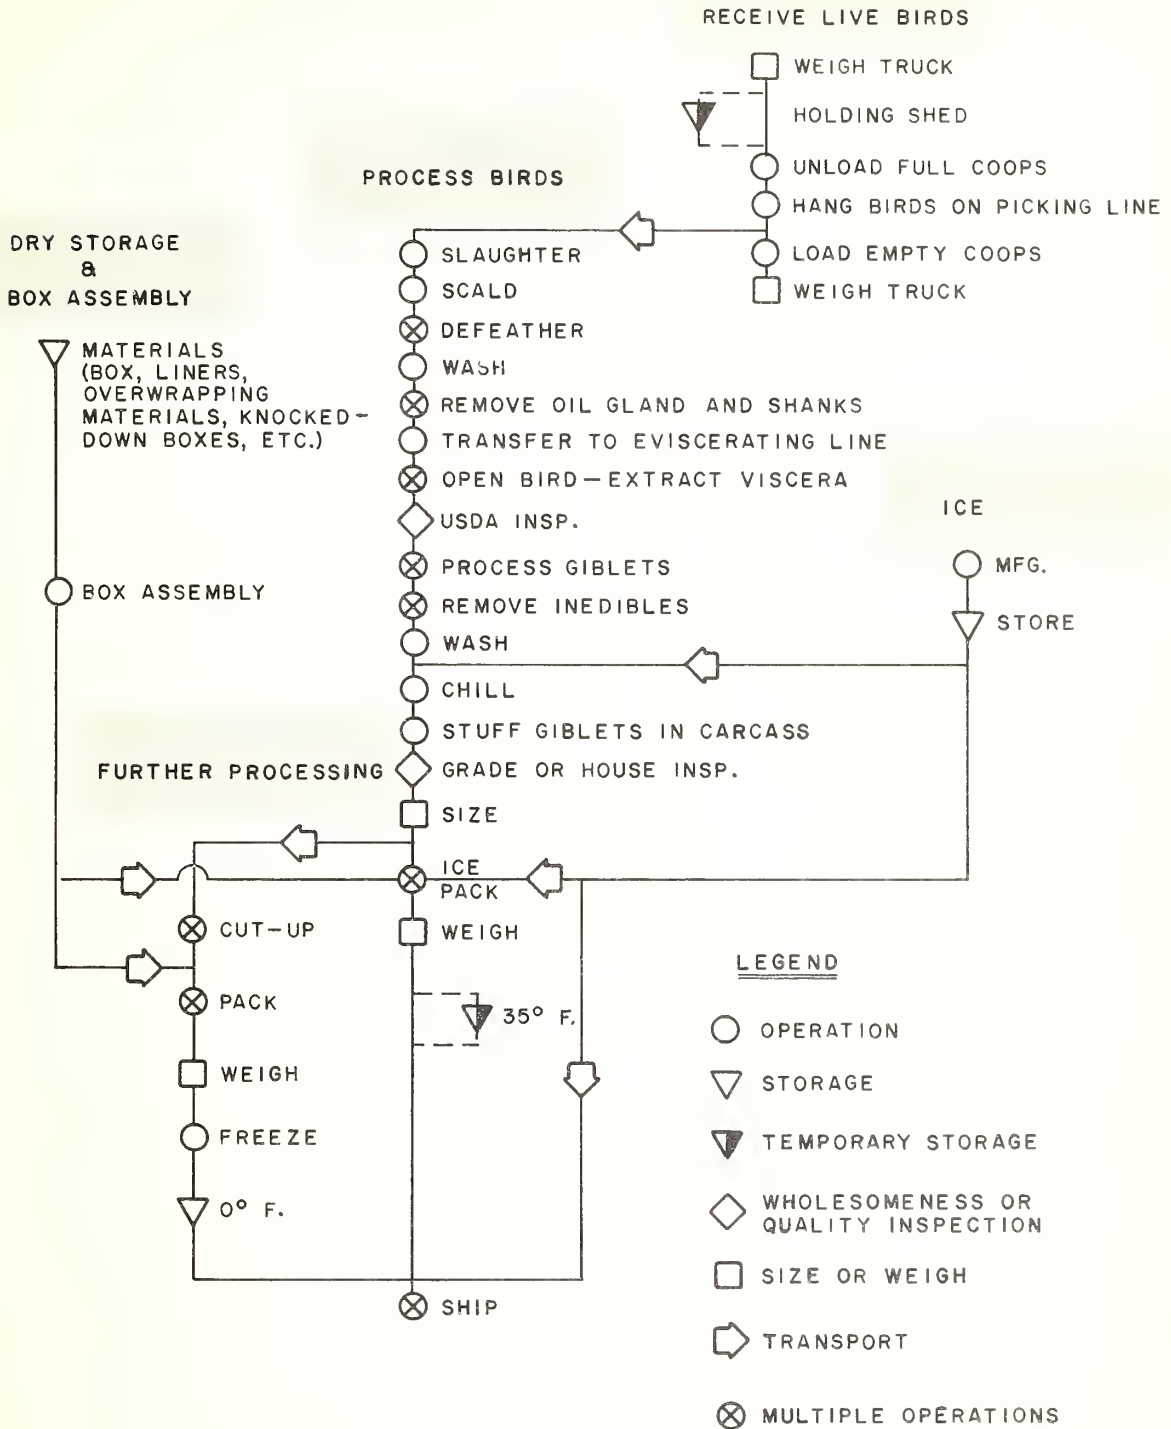 RECEIVE LIVE BIRDS
WEIGH TRUCK
HOLDING SHED
UNLOAD FULL COOPS
HANG BIRDS ON PICKING LINE
LOAD EMPTY COOPS
WEIGH TRUCK
PROCESS BIRDS
SLAUGHTER
SCALD
DEFEATHER
WASH
REMOVE OIL GLAND AND SHANKS
TRANSFER TO EVISCERATING LINE
OPEN BIRD—EXTRACT VISCERA
USDA INSP.
PROCESS GIBLETS
REMOVE INEDIBLES
WASH
CHILL
STUFF GIBLETS IN CARCASS
GRADE OR HOUSE INSP.
SIZE
ICE
PACK
WEIGH
35° F.
SHIP
DRY STORAGE
&
BOX ASSEMBLY
MATERIALS
(BOX, LINERS,
OVERWRAPPING
MATERIALS, KNOCKED-
DOWN BOXES, ETC.)
BOX ASSEMBLY
FURTHER PROCESSING
CUT-UP
PACK
WEIGH
FREEZE
0° F.
ICE
MFG.
STORE
LEGEND
OPERATION
STORAGE
TEMPORARY STORAGE
WHOLESOMENESS OR
QUALITY INSPECTION
SIZE OR WEIGH
TRANSPORT
MULTIPLE OPERATIONS